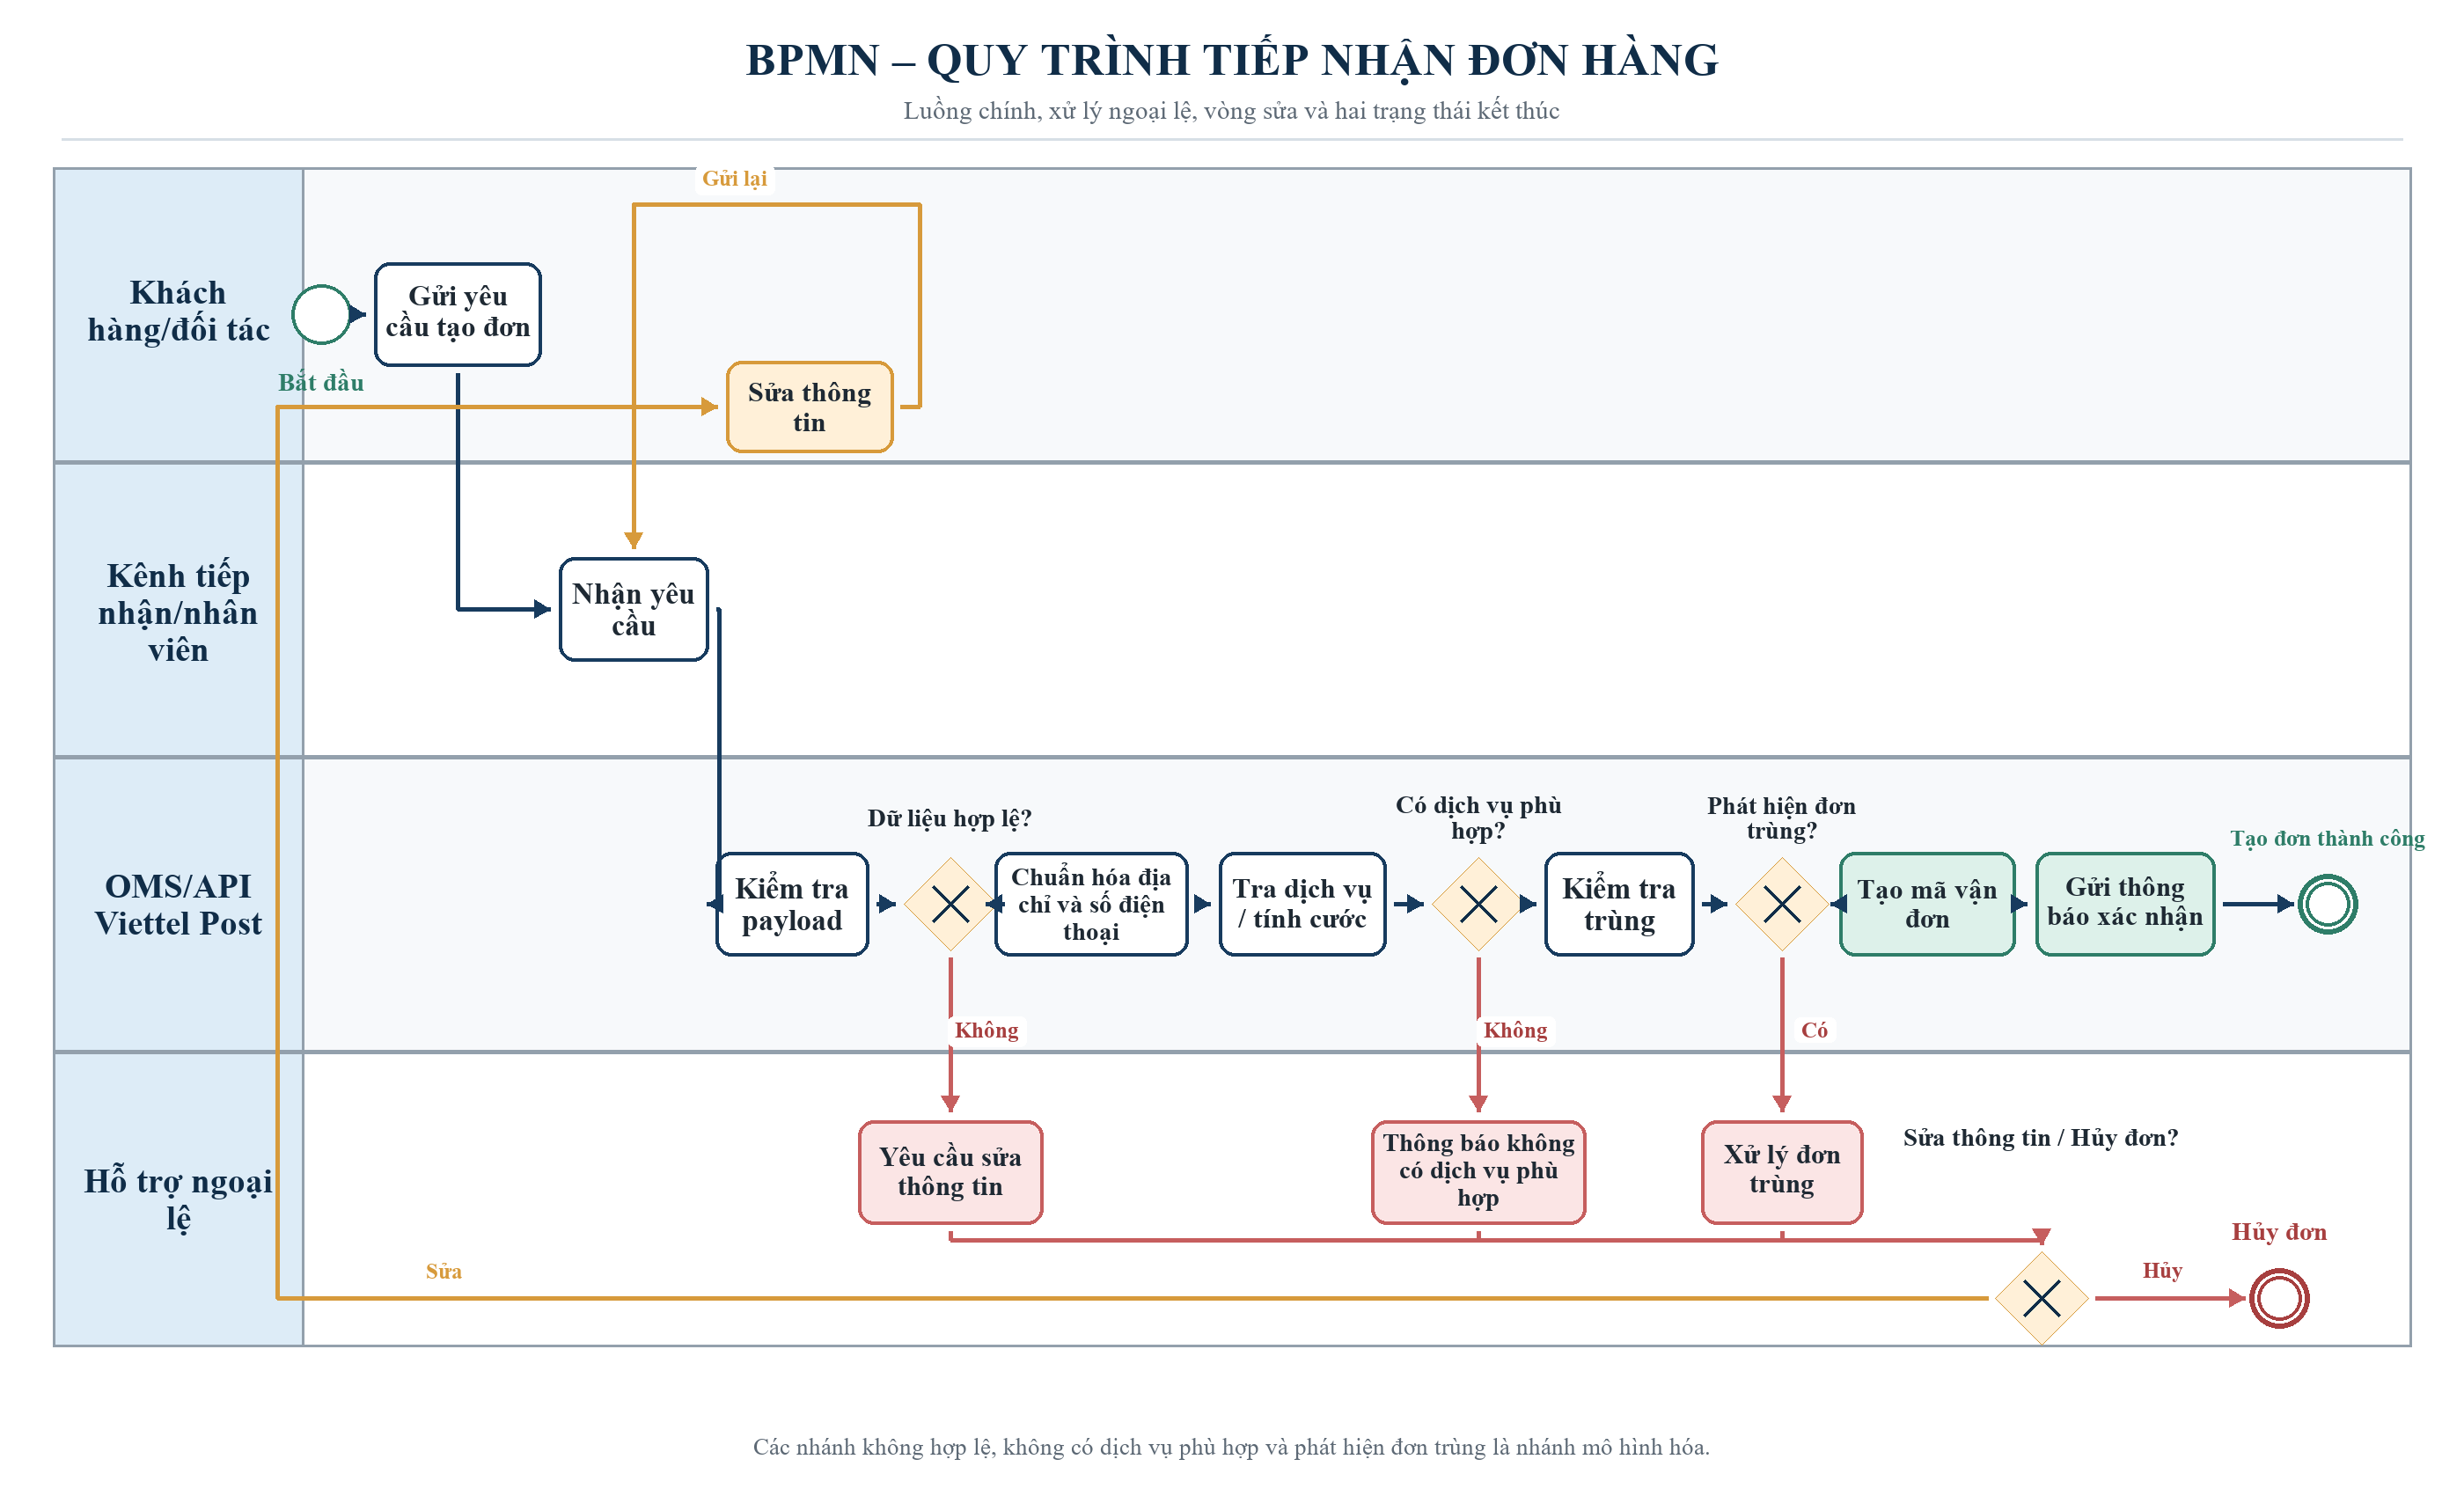 BPMN – QUY TRÌNH TIẾP NHẬN ĐƠN HÀNG
Luồng chính, xử lý ngoại lệ, vòng sửa và hai trạng thái kết thúc
Gửi lại
Khách
hàng/đối tác
Gửi yêu
cầu tạo đơn
Bắt đầu
Sửa thông
tin
Kênh tiếp
nhận/nhân
viên
Nhận yêu
cầu
OMS/API
Viettel Post
Dữ liệu hợp lệ?
Có dịch vụ phù
hợp?
Phát hiện đơn
trùng?
Tạo đơn thành công
Kiểm tra
payload
Chuẩn hóa địa
chỉ và số điện
thoại
Tra dịch vụ
/ tính cước
Kiểm tra
trùng
Tạo mã vận
đơn
Gửi thông
báo xác nhận
Không
Không
Có
Hỗ trợ ngoại
lệ
Yêu cầu sửa
thông tin
Thông báo không
có dịch vụ phù
hợp
Xử lý đơn
trùng
Sửa thông tin / Hủy đơn?
Hủy đơn
Sửa
Hủy
Các nhánh không hợp lệ, không có dịch vụ phù hợp và phát hiện đơn trùng là nhánh mô hình hóa.